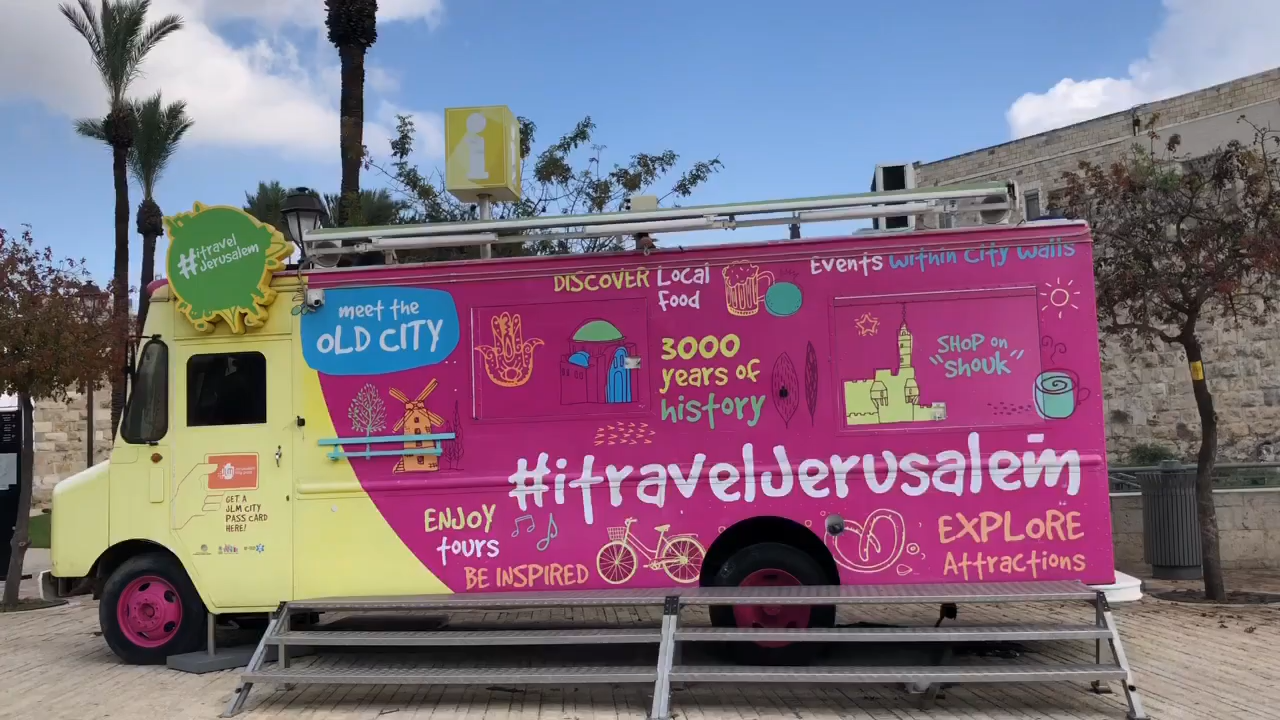 i
#itravel
Jerusalem
meet the
OLD CITY
DISCOVER Local
food
Events within city walls
3000
years of
history
SHOP on
"Shouk"
#itravelJerusalem
ENJOY
tours
BE INSPIRED
EXPLORE
Attractions
GET A
JLM CITY
PASS CARD
HERE!